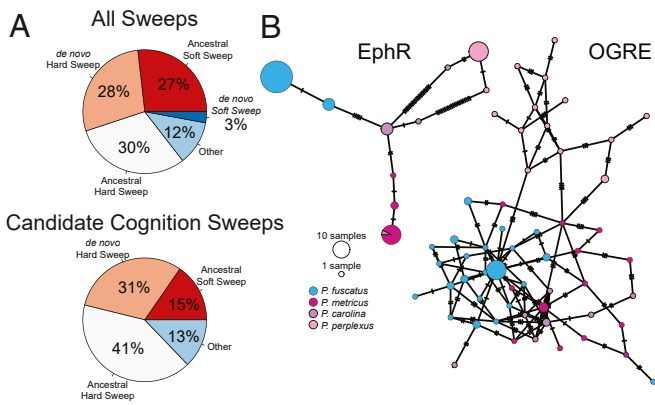 A
All Sweeps
de novo
Hard Sweep
Ancestral
Soft Sweep
28%
27%
de novo
Soft Sweep
3%
12%
Other
30%
Ancestral
Hard Sweep
Candidate Cognition Sweeps
de novo
Hard Sweep
Ancestral
Soft Sweep
31%
15%
13%
Other
41%
Ancestral
Hard Sweep
B
EphR
OGRE
10 samples
1 sample
P. fuscatus
P. metricus
P. carolina
P. perplexus